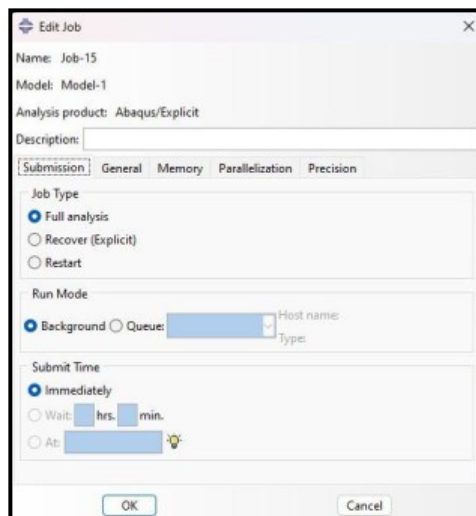 Edit Job
Name: Job-15
Model: Model-1
Analysis product: Abaqus/Explicit
Description:
Submission General Memory Parallelization Precision
Job Type
Full analysis
Recover (Explicit)
Restart
Run Mode
Background Queue: Host name:
Type:
Submit Time
Immediately
Wait: hrs. min.
At:
OK Cancel